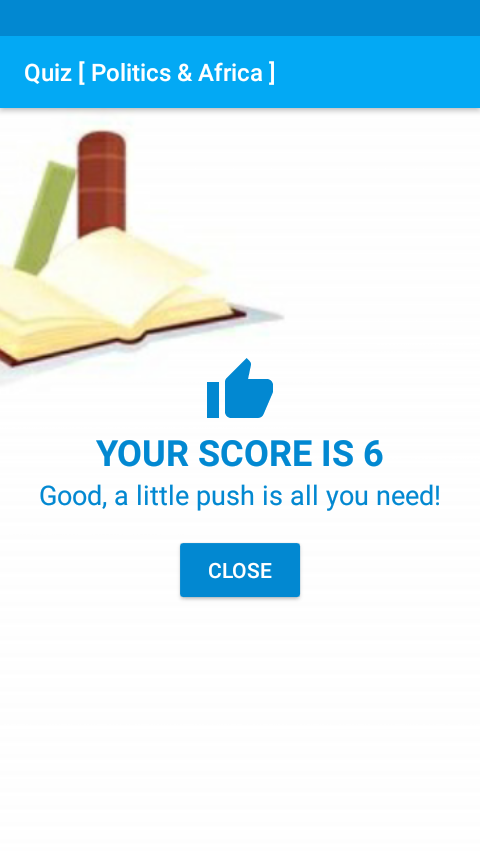 Quiz [ Politics & Africa ]
YOUR SCORE IS 6
Good, a little push is all you need!
CLOSE